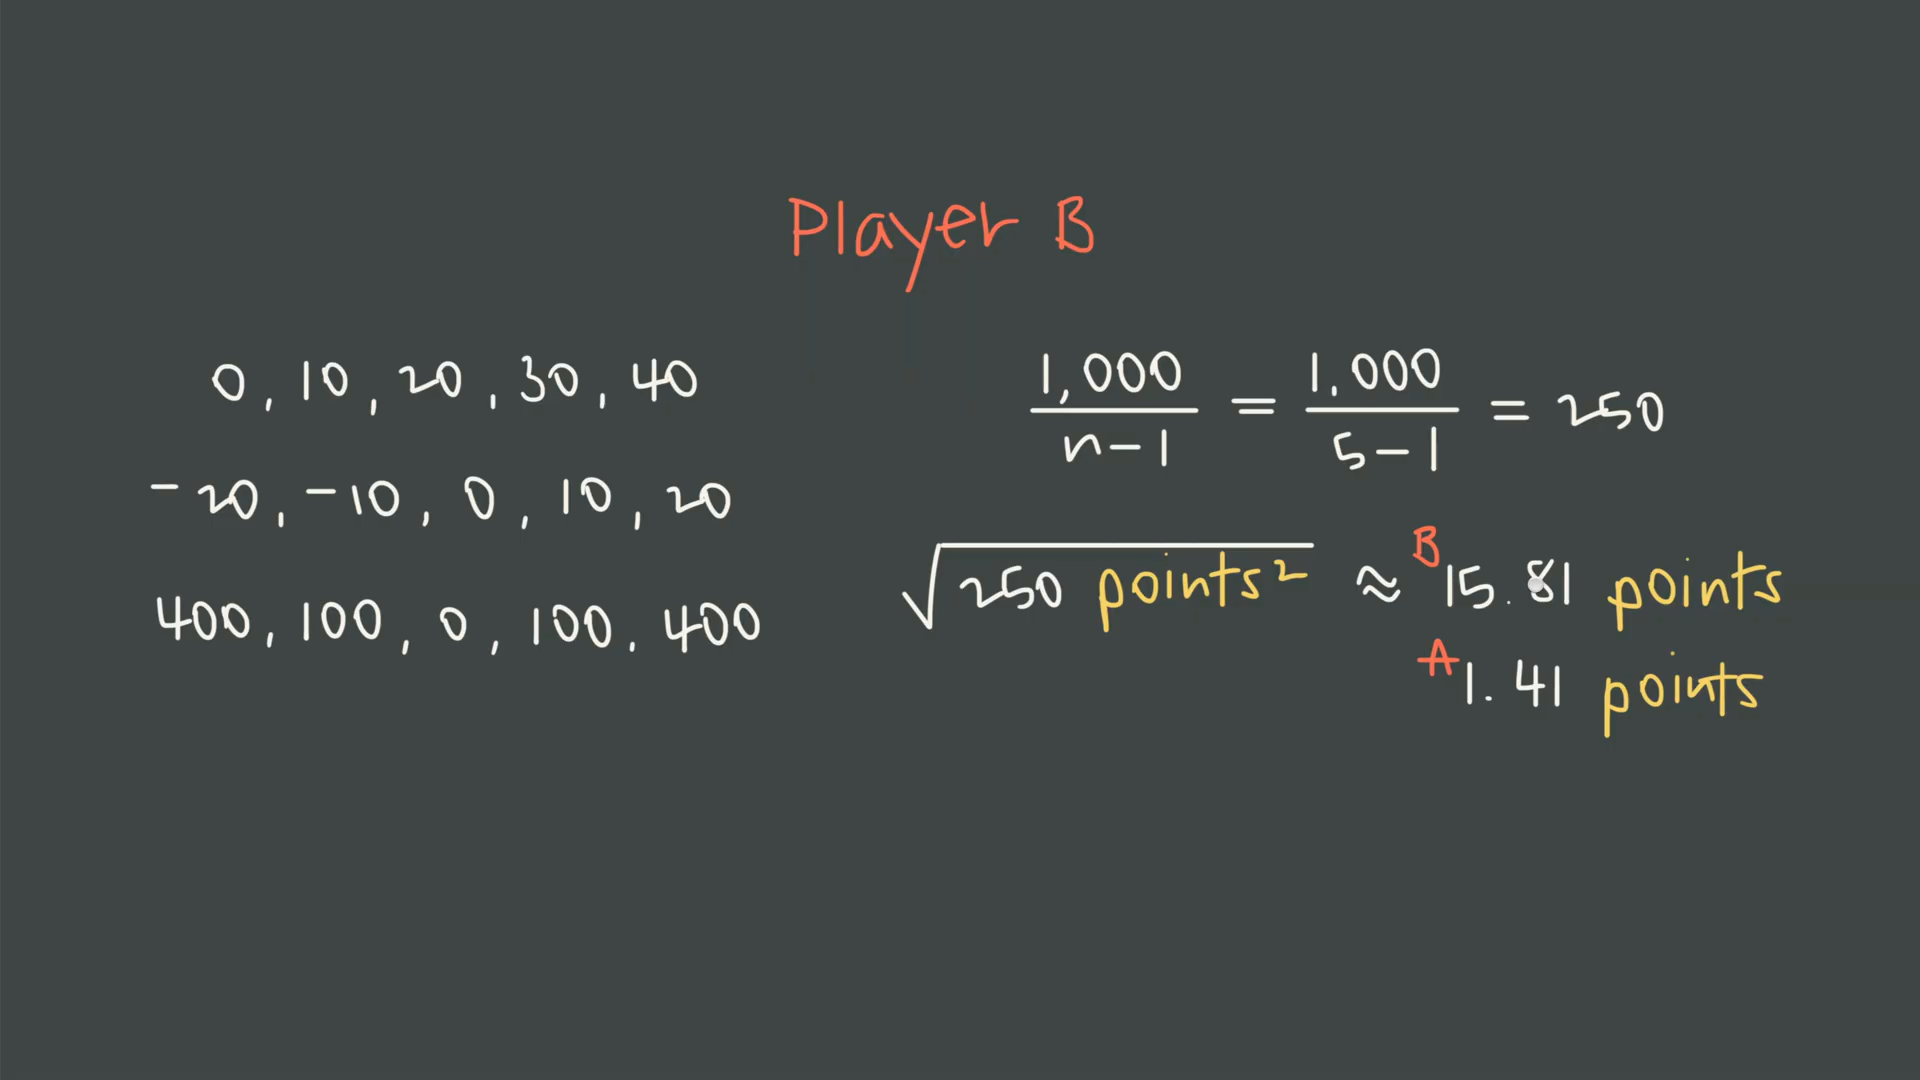 Player B
0, 10, 20, 30, 40
-20, -10, 0, 10, 20
400, 100, 0, 100. 400
1,000 / n-1 = 1.000 / 5-1 = 250
√250 points² ≈ B 15.81 points
A 1.41 points